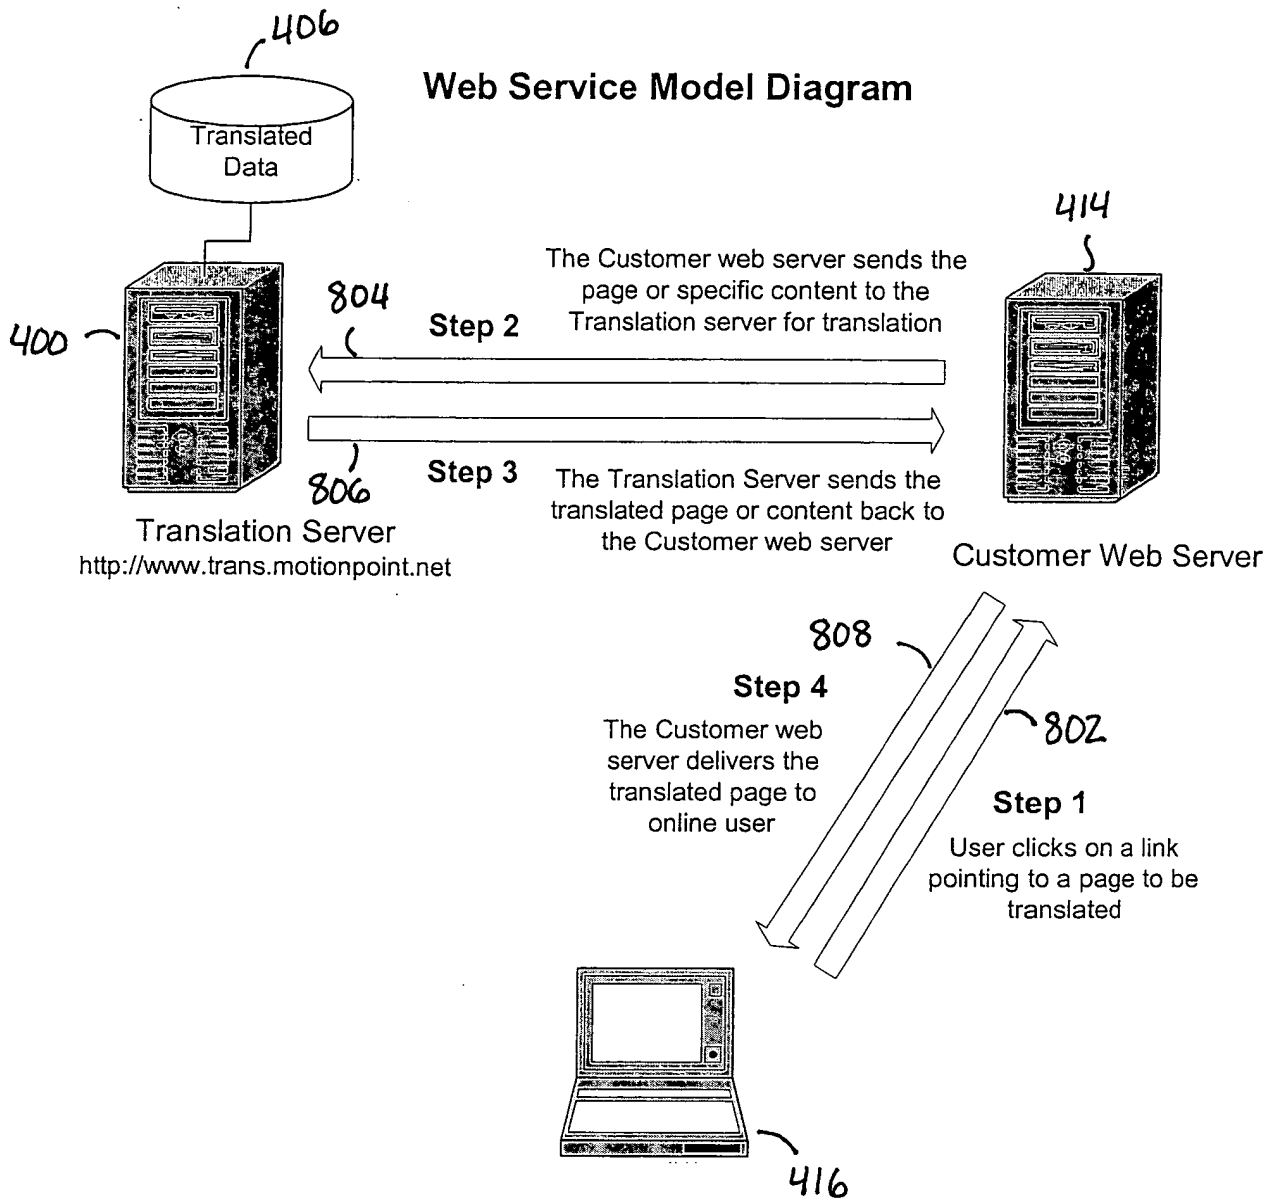 406
Web Service Model Diagram
Translated
Data
414
The Customer web server sends the
page or specific content to the
Translation server for translation
804
Step 2
400
806
Step 3
The Translation Server sends the
translated page or content back to
the Customer web server
Translation Server
http://www.trans.motionpoint.net
Customer Web Server
808
Step 4
The Customer web
server delivers the
translated page to
online user
802
Step 1
User clicks on a link
pointing to a page to be
translated
416